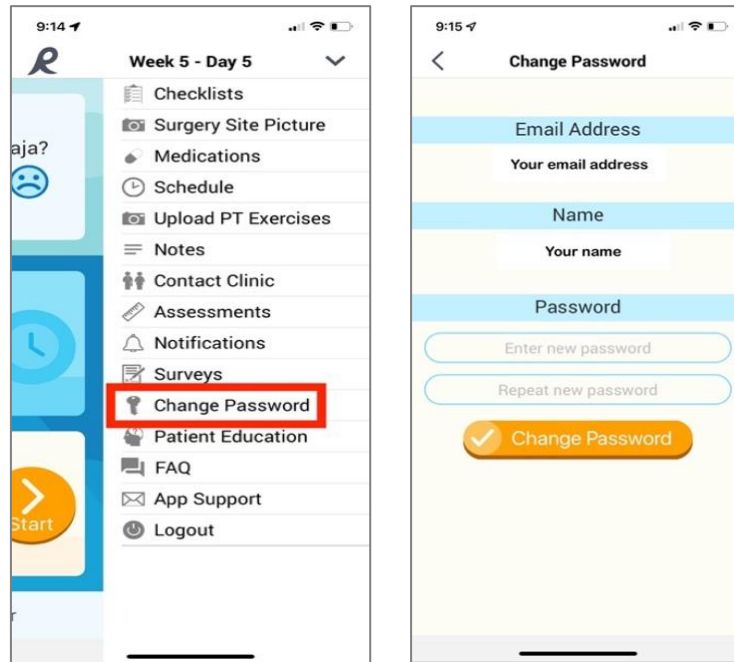 9:14
R
Week 5 - Day 5
Checklists
aja?
Surgery Site Picture
Medications
Schedule
Upload PT Exercises
Notes
Contact Clinic
Assessments
Notifications
Surveys
Change Password
Patient Education
FAQ
App Support
Start
Logout
r
9:15
Change Password
Email Address
Your email address
Name
Your name
Password
Enter new password
Repeat new password
Change Password